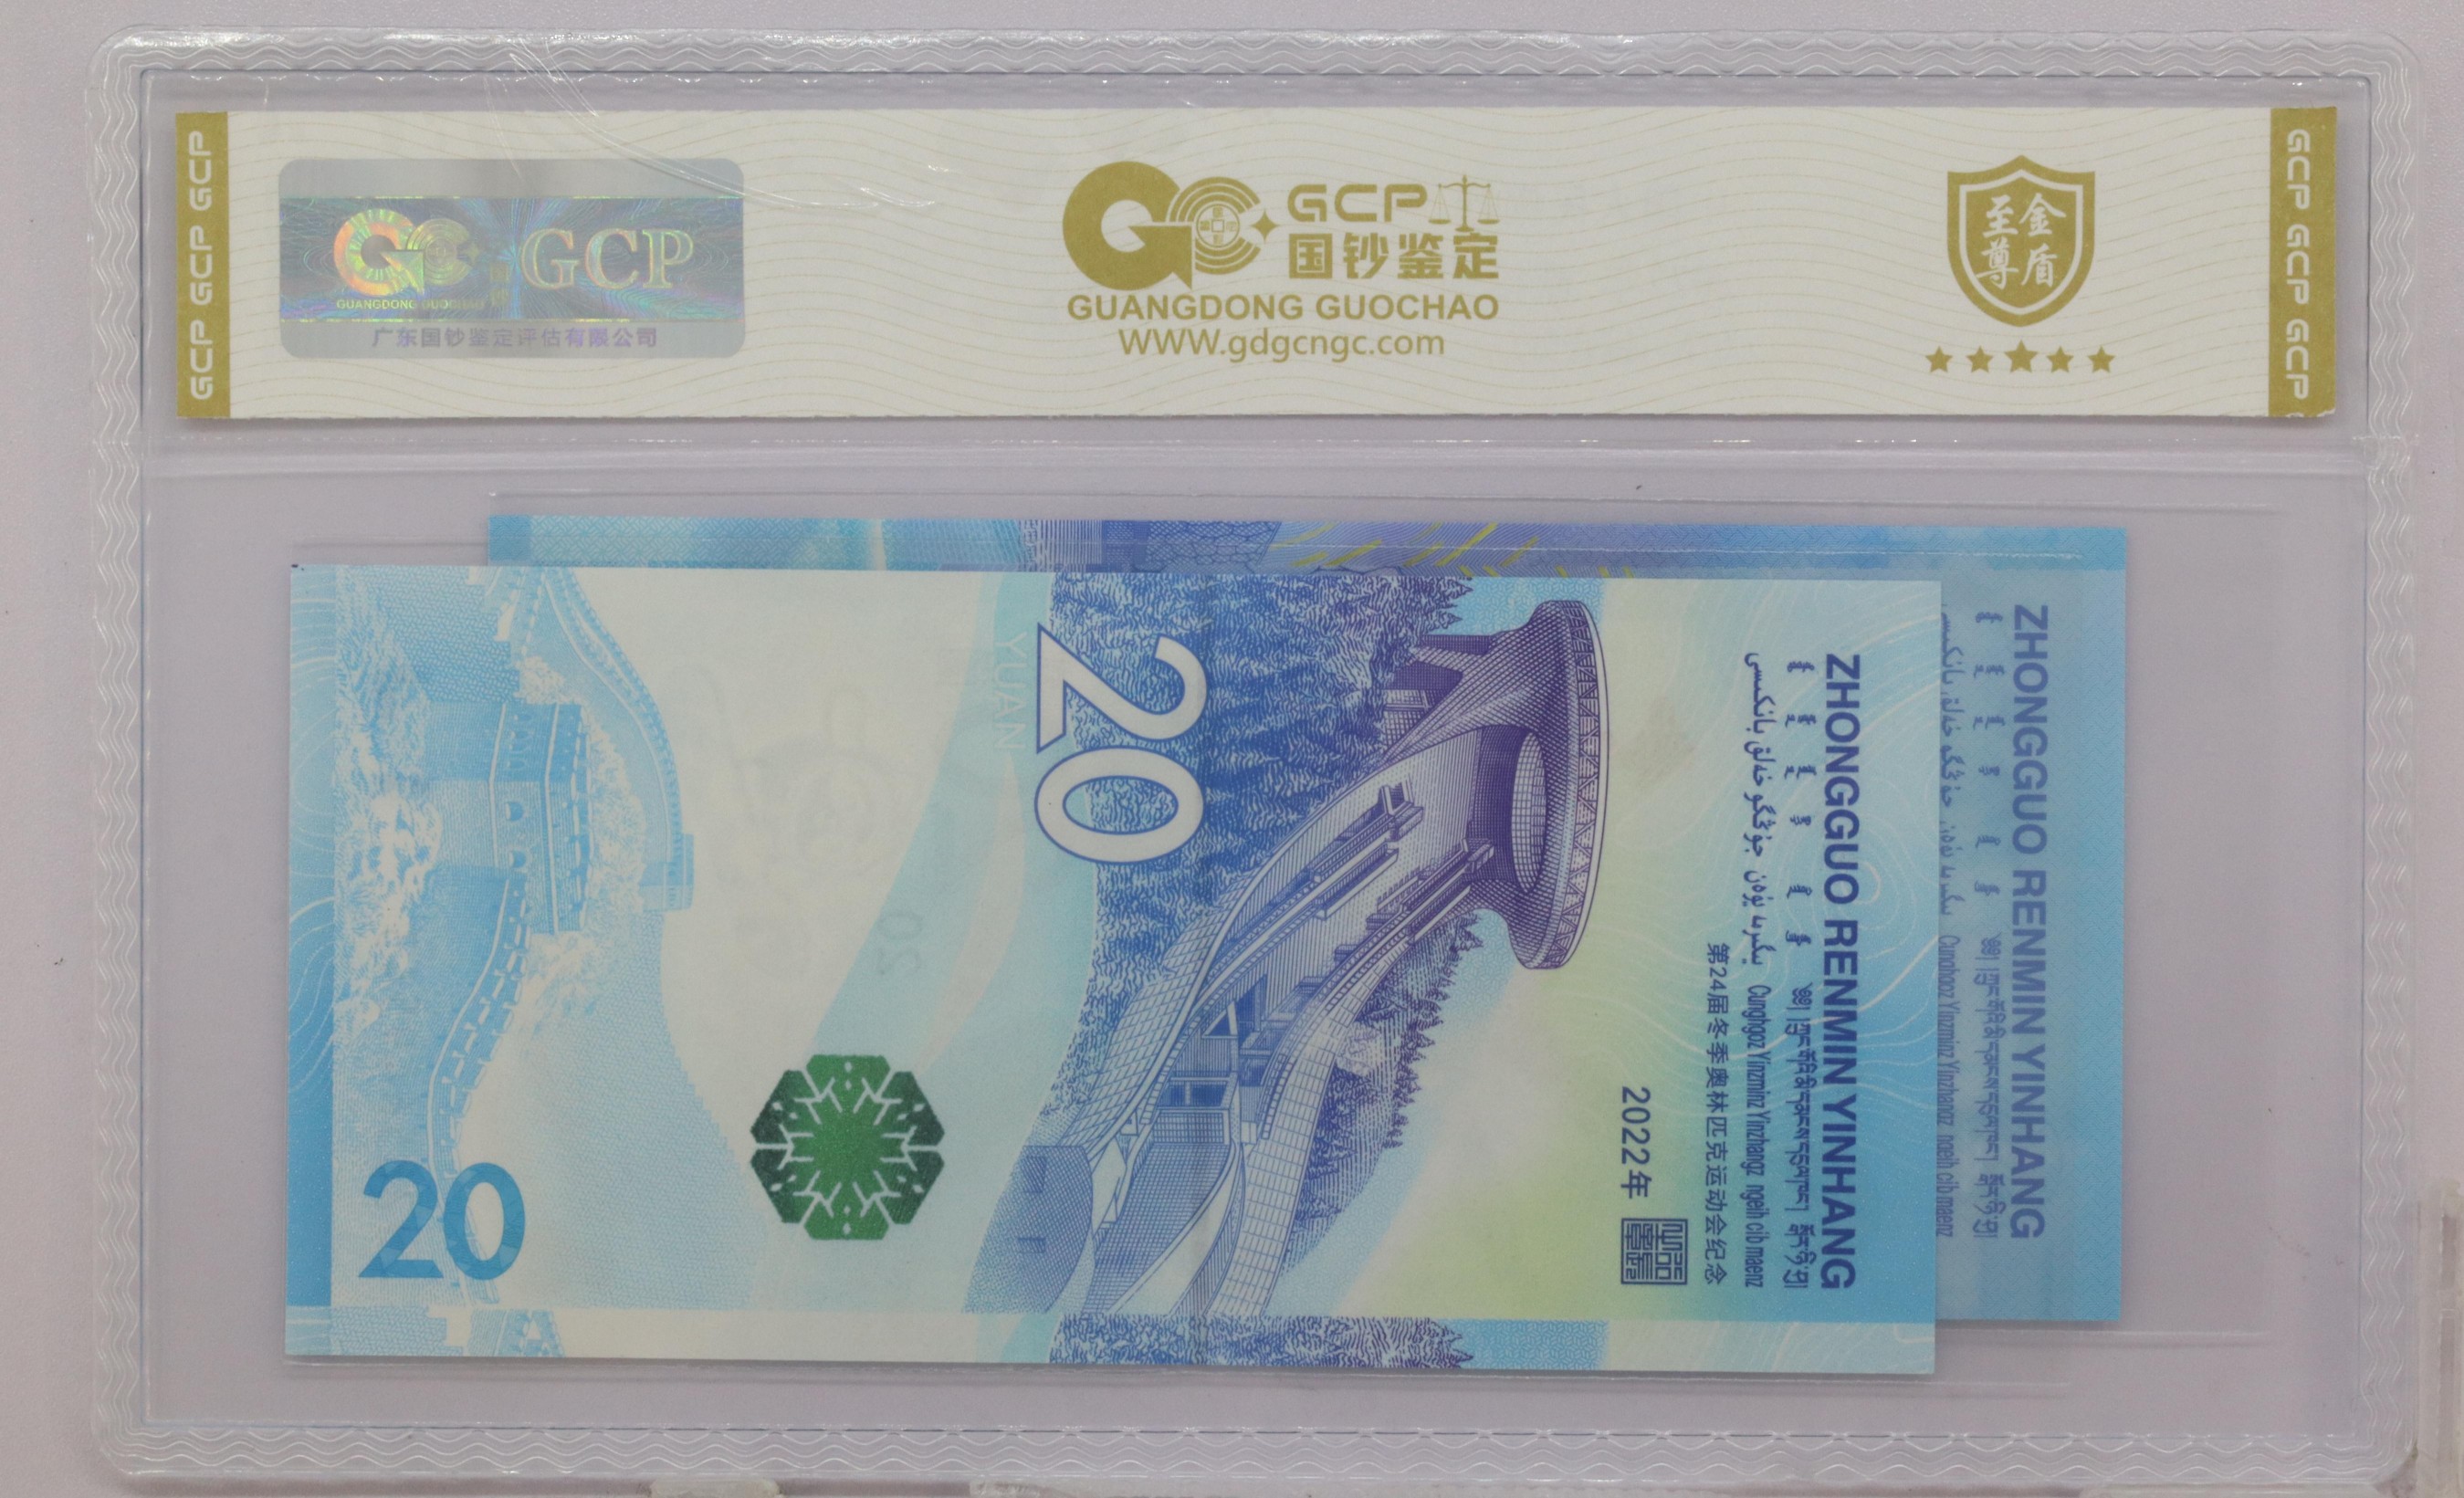 GCP GCP GCP
GCP
GUANGDONG GUOCHAO
广东国钞鉴定评估有限公司
GCP
国钞鉴定
GUANGDONG GUOCHAO
WWW.gdgcngc.com
至尊金盾
GCP GCP GCP
ZHONGGUO RENMIN YINHANG
Cunghgoz Yinzminz Yinzhangz ngeih cib maenz
ZHONGGUO RENMIN YINHANG
Cunghgoz Yinzminz Yinzhangz ngeih cib maenz
第24届冬季奥林匹克运动会纪念
2022年
20
YUAN
20
20